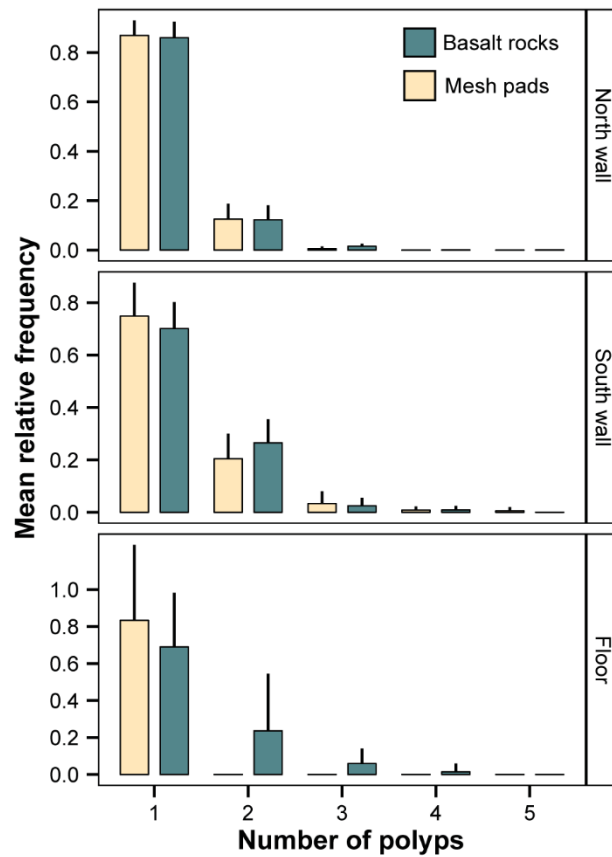 Basalt rocks
Mesh pads
Mean relative frequency
0.8
0.6
0.4
0.2
0.0
North wall
0.8
0.6
0.4
0.2
0.0
South wall
1.0
0.8
0.6
0.4
0.2
0.0
Floor
1 2 3 4 5
Number of polyps